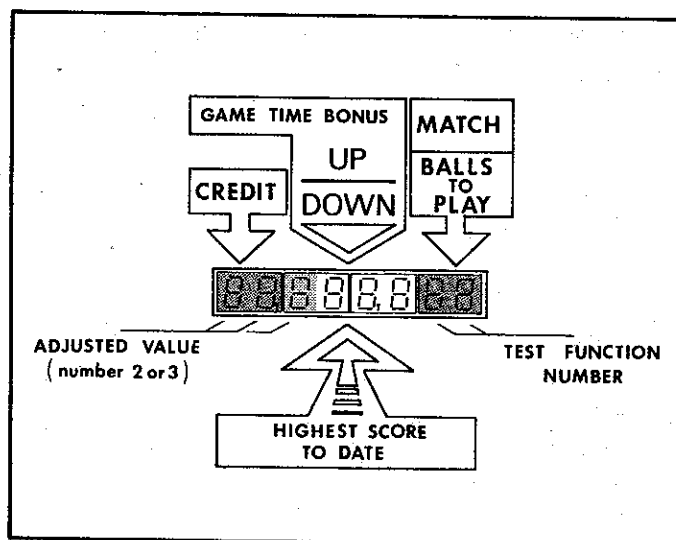 GAME TIME BONUS
UP
DOWN
MATCH
BALLS
TO
PLAY
CREDIT
ADJUSTED VALUE
(number 2 or 3)
TEST FUNCTION
NUMBER
HIGHEST SCORE
TO DATE